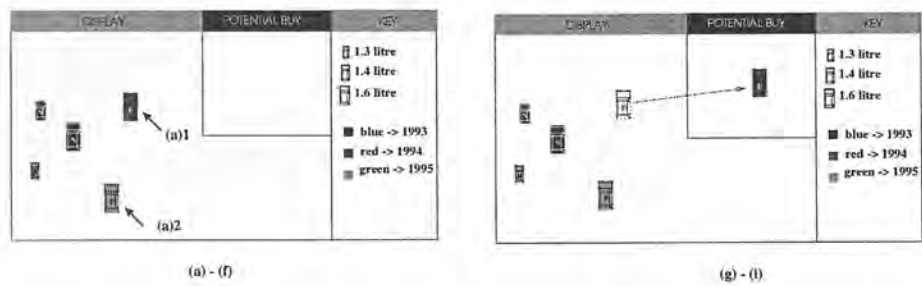 DISPLAY POTENTIAL BUY KEY
1.3 litre
1.4 litre
1.6 litre
(a)1
blue -> 1993
red -> 1994
green -> 1995
(a)2
(a) - (f)
DISPLAY POTENTIAL BUY KEY
1.3 litre
1.4 litre
1.6 litre
blue -> 1993
red -> 1994
green -> 1995
(g) - (i)